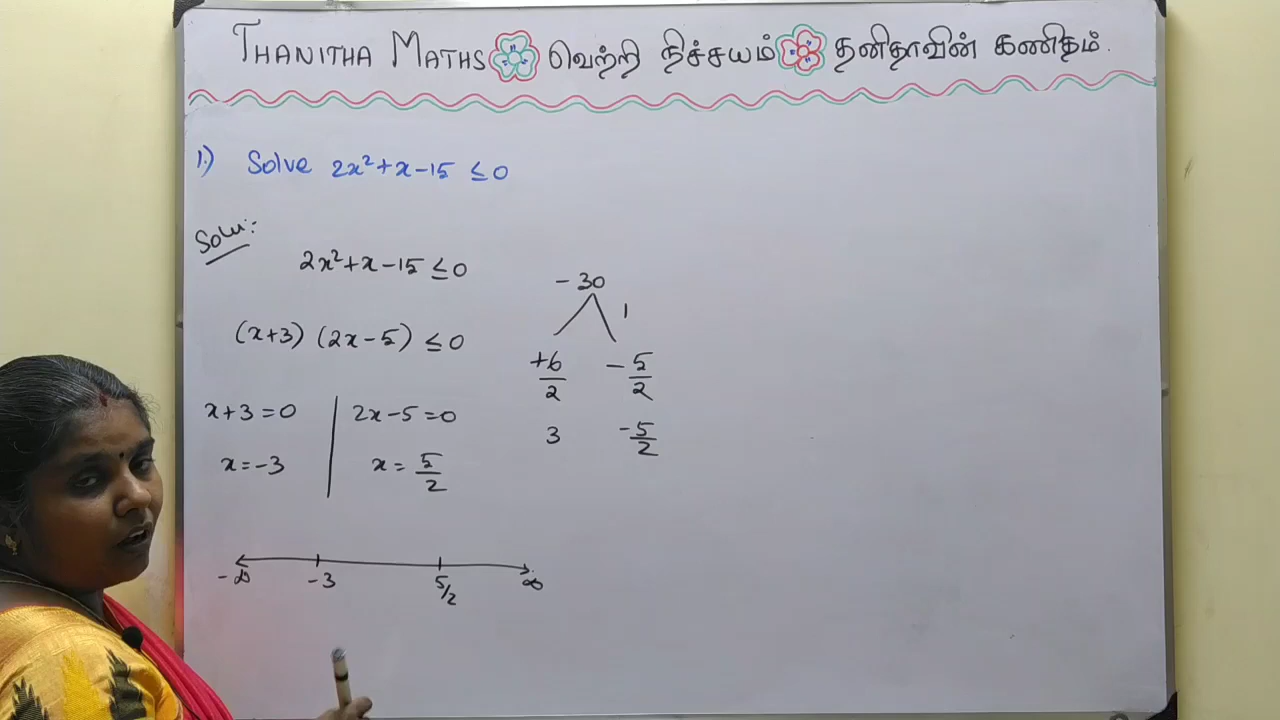 THANITHA MATHS வெற்றி நிச்சயம் தனிதாவின் கணிதம்.
1.) Solve 2x²+x-15 ≤0
Solu:
2x²+x-15 ≤0
(x+3) (2x-5) ≤0
x+3=0 | 2x-5=0
x=-3 | x= 5/2
-30
1
+6/2 -5/2
3 -5/2
-∞ -3 5/2 ∞